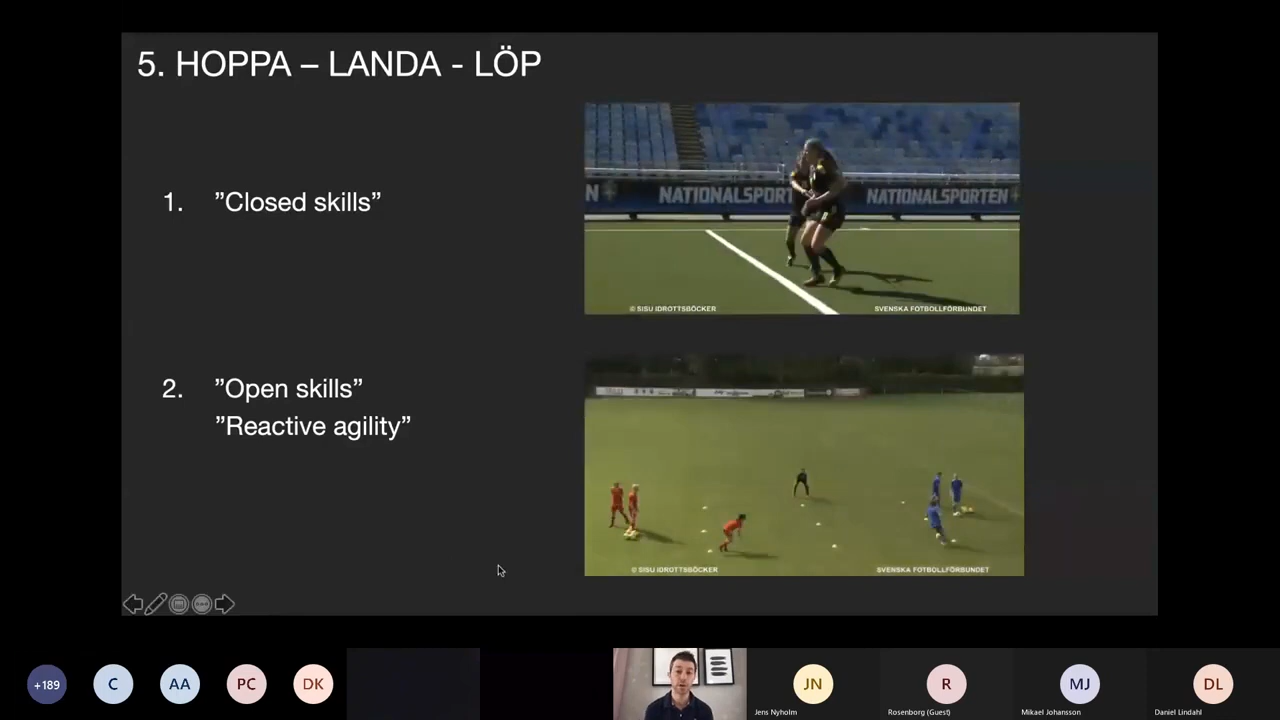 5. HOPPA – LANDA - LÖP
1. ”Closed skills”
N NATIONALSPORTEN NATIONALSPORTEN
© SISU IDROTTSBÖCKER SVENSKA FOTBOLLFÖRBUNDET
2. ”Open skills”
”Reactive agility”
© SISU IDROTTSBÖCKER SVENSKA FOTBOLLFÖRBUNDET
+189 C AA PC DK JN R MJ DL
Jens Nyholm Rosenborg (Guest) Mikael Johansson Daniel Lindahl